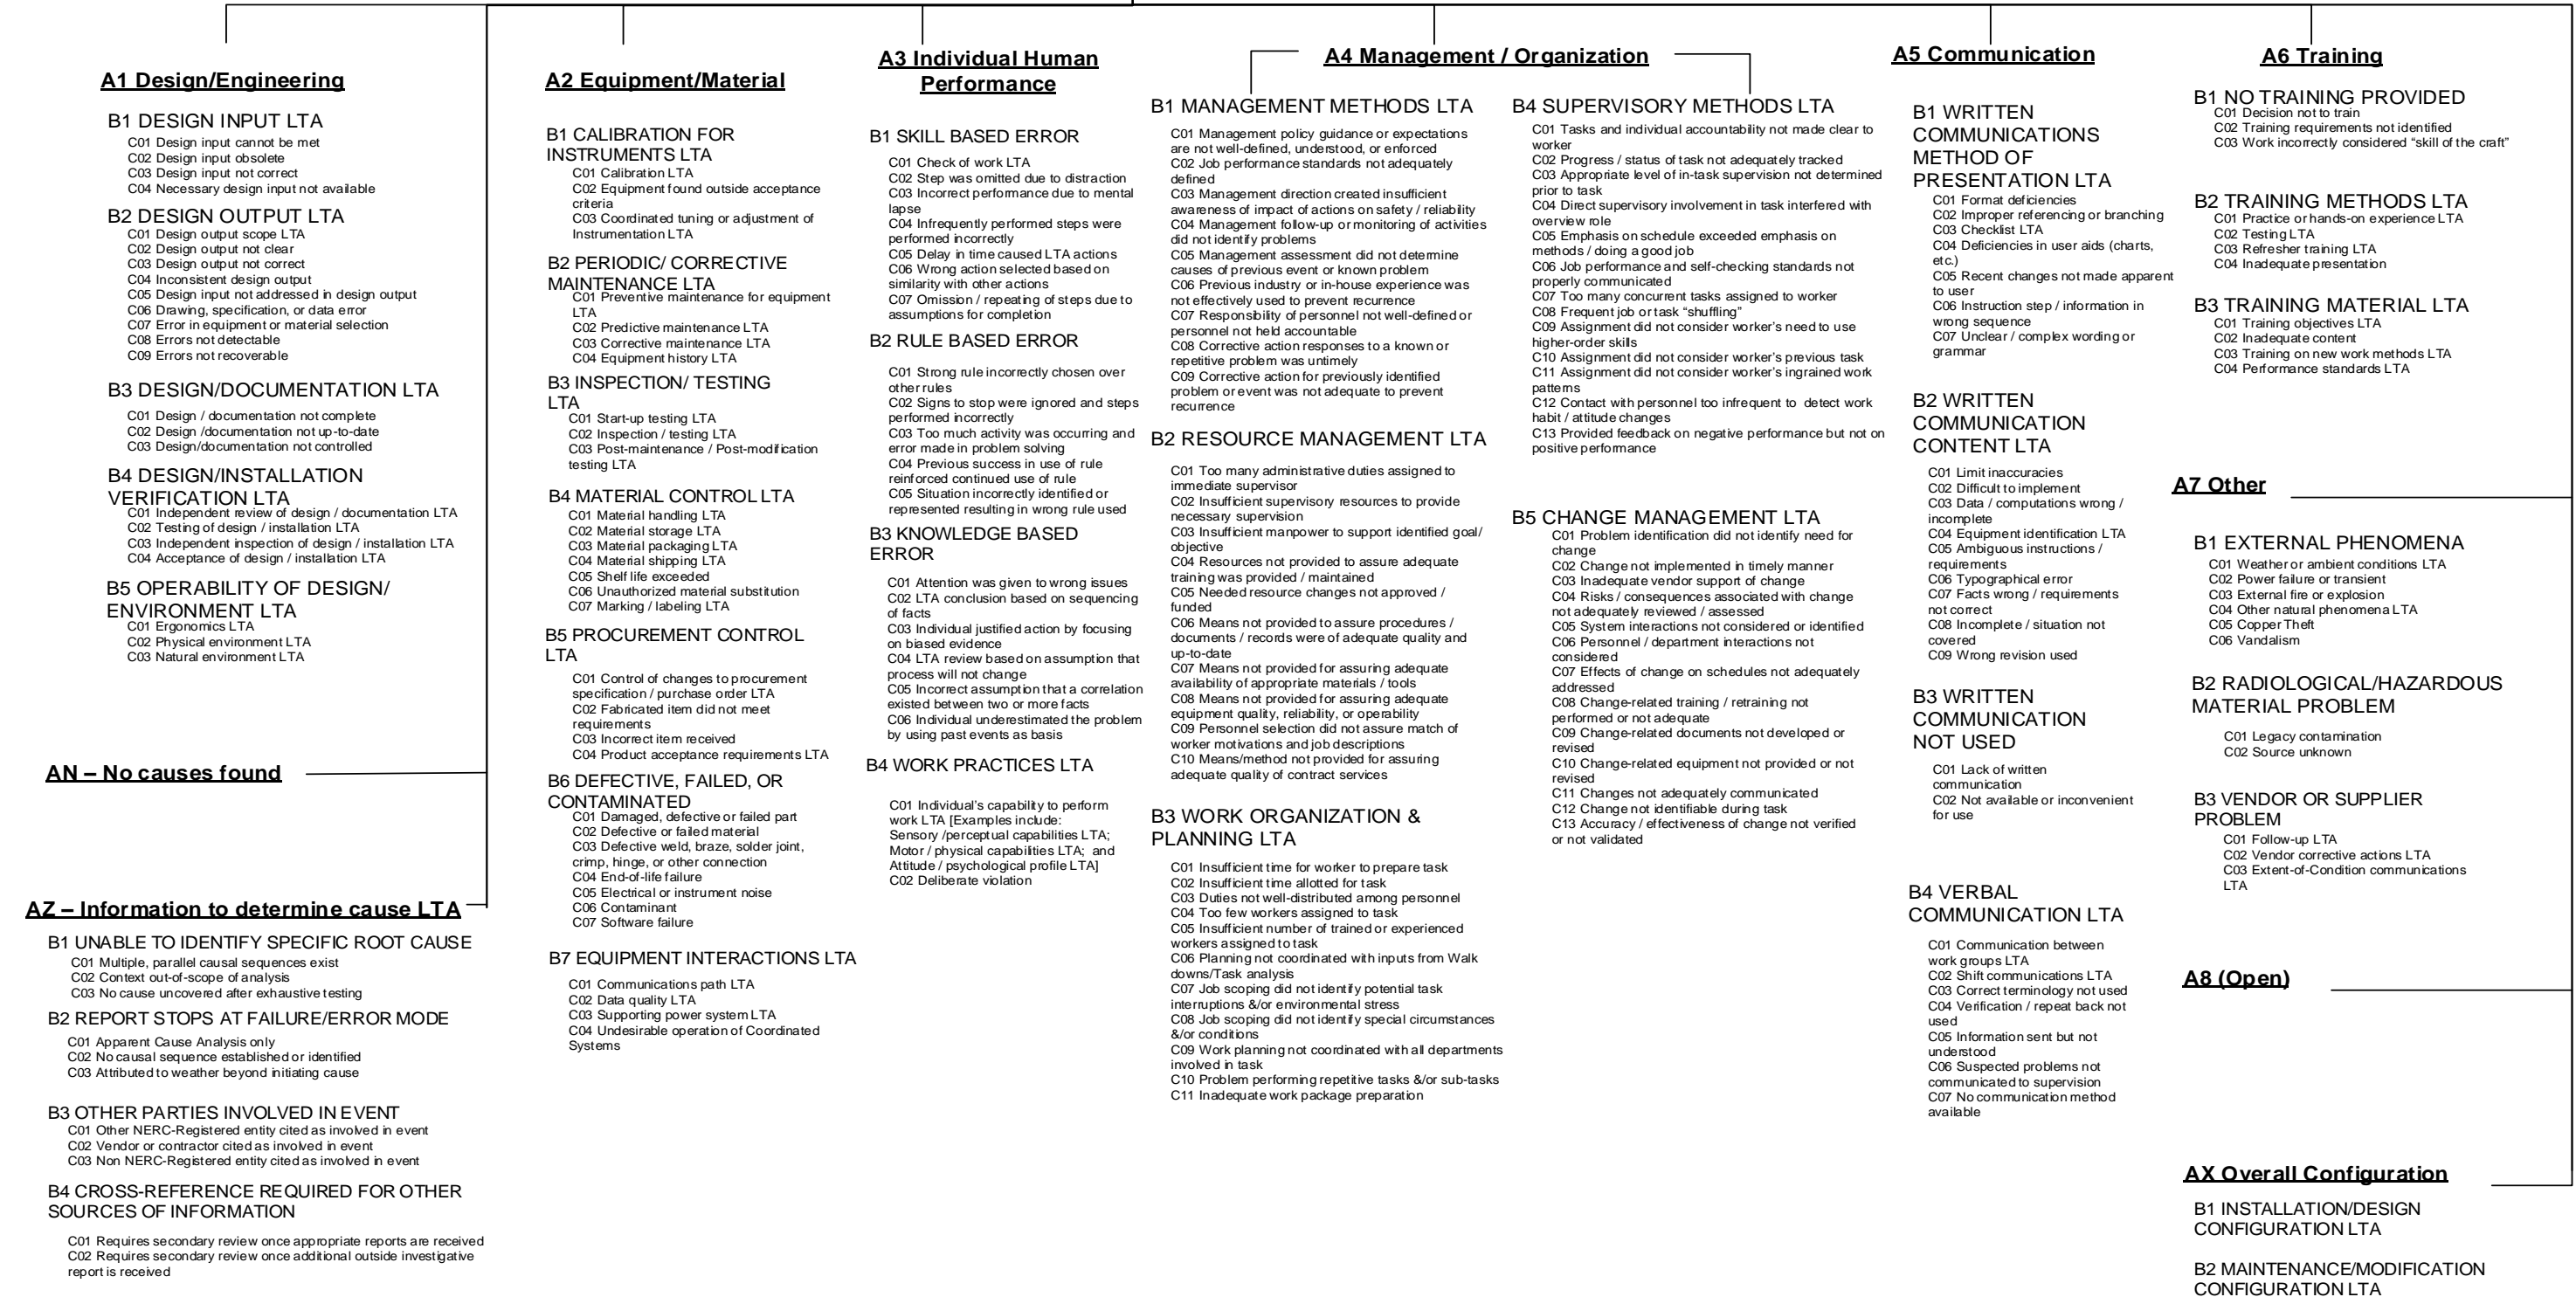 A1 Design/Engineering
B1 DESIGN INPUT LTA
C01 Design input cannot be met
C02 Design input obsolete
C03 Design input not correct
C04 Necessary design input not available
B2 DESIGN OUTPUT LTA
C01 Design output scope LTA
C02 Design output not clear
C03 Design output not correct
C04 Inconsistent design output
C05 Design input not addressed in design output
C06 Drawing, specification, or data error
C07 Error in equipment or material selection
C08 Errors not detectable
C09 Errors not recoverable
B3 DESIGN/DOCUMENTATION LTA
C01 Design / documentation not complete
C02 Design /documentation not up-to-date
C03 Design/documentation not controlled
B4 DESIGN/INSTALLATION
VERIFICATION LTA
C01 Independent review of design / documentation LTA
C02 Testing of design / installation LTA
C03 Independent inspection of design / installation LTA
C04 Acceptance of design / installation LTA
B5 OPERABILITY OF DESIGN/
ENVIRONMENT LTA
C01 Ergonomics LTA
C02 Physical environment LTA
C03 Natural environment LTA
AN – No causes found
AZ – Information to determine cause LTA
B1 UNABLE TO IDENTIFY SPECIFIC ROOT CAUSE
C01 Multiple, parallel causal sequences exist
C02 Context out-of-scope of analysis
C03 No cause uncovered after exhaustive testing
B2 REPORT STOPS AT FAILURE/ERROR MODE
C01 Apparent Cause Analysis only
C02 No causal sequence established or identified
C03 Attributed to weather beyond initiating cause
B3 OTHER PARTIES INVOLVED IN EVENT
C01 Other NERC-Registered entity cited as involved in event
C02 Vendor or contractor cited as involved in event
C03 Non NERC-Registered entity cited as involved in event
B4 CROSS-REFERENCE REQUIRED FOR OTHER
SOURCES OF INFORMATION
C01 Requires secondary review once appropriate reports are received
C02 Requires secondary review once additional outside investigative
report is received
A2 Equipment/Material
B1 CALIBRATION FOR
INSTRUMENTS LTA
C01 Calibration LTA
C02 Equipment found outside acceptance
criteria
C03 Coordinated tuning or adjustment of
Instrumentation LTA
B2 PERIODIC/ CORRECTIVE
MAINTENANCE LTA
C01 Preventive maintenance for equipment
LTA
C02 Predictive maintenance LTA
C03 Corrective maintenance LTA
C04 Equipment history LTA
B3 INSPECTION/ TESTING
LTA
C01 Start-up testing LTA
C02 Inspection / testing LTA
C03 Post-maintenance / Post-modification
testing LTA
B4 MATERIAL CONTROL LTA
C01 Material handling LTA
C02 Material storage LTA
C03 Material packaging LTA
C04 Material shipping LTA
C05 Shelf life exceeded
C06 Unauthorized material substitution
C07 Marking / labeling LTA
B5 PROCUREMENT CONTROL
LTA
C01 Control of changes to procurement
specification / purchase order LTA
C02 Fabricated item did not meet
requirements
C03 Incorrect item received
C04 Product acceptance requirements LTA
B6 DEFECTIVE, FAILED, OR
CONTAMINATED
C01 Damaged, defective or failed part
C02 Defective or failed material
C03 Defective weld, braze, solder joint,
crimp, hinge, or other connection
C04 End-of-life failure
C05 Electrical or instrument noise
C06 Contaminant
C07 Software failure
B7 EQUIPMENT INTERACTIONS LTA
C01 Communications path LTA
C02 Data quality LTA
C03 Supporting power system LTA
C04 Undesirable operation of Coordinated
Systems
A3 Individual Human
Performance
B1 SKILL BASED ERROR
C01 Check of work LTA
C02 Step was omitted due to distraction
C03 Incorrect performance due to mental
lapse
C04 Infrequently performed steps were
performed incorrectly
C05 Delay in time caused LTA actions
C06 Wrong action selected based on
similarity with other actions
C07 Omission / repeating of steps due to
assumptions for completion
B2 RULE BASED ERROR
C01 Strong rule incorrectly chosen over
other rules
C02 Signs to stop were ignored and steps
performed incorrectly
C03 Too much activity was occurring and
error made in problem solving
C04 Previous success in use of rule
reinforced continued use of rule
C05 Situation incorrectly identified or
represented resulting in wrong rule used
B3 KNOWLEDGE BASED
ERROR
C01 Attention was given to wrong issues
C02 LTA conclusion based on sequencing
of facts
C03 Individual justified action by focusing
on biased evidence
C04 LTA review based on assumption that
process will not change
C05 Incorrect assumption that a correlation
existed between two or more facts
C06 Individual underestimated the problem
by using past events as basis
B4 WORK PRACTICES LTA
C01 Individual's capability to perform
work LTA [Examples include:
Sensory /perceptual capabilities LTA;
Motor / physical capabilities LTA; and
Attitude / psychological profile LTA]
C02 Deliberate violation
A4 Management / Organization
B1 MANAGEMENT METHODS LTA
C01 Management policy guidance or expectations
are not well-defined, understood, or enforced
C02 Job performance standards not adequately
defined
C03 Management direction created insufficient
awareness of impact of actions on safety / reliability
C04 Management follow-up or monitoring of activities
did not identify problems
C05 Management assessment did not determine
causes of previous event or known problem
C06 Previous industry or in-house experience was
not effectively used to prevent recurrence
C07 Responsibility of personnel not well-defined or
personnel not held accountable
C08 Corrective action responses to a known or
repetitive problem was untimely
C09 Corrective action for previously identified
problem or event was not adequate to prevent
recurrence
B2 RESOURCE MANAGEMENT LTA
C01 Too many administrative duties assigned to
immediate supervisor
C02 Insufficient supervisory resources to provide
necessary supervision
C03 Insufficient manpower to support identified goal/
objective
C04 Resources not provided to assure adequate
training was provided / maintained
C05 Needed resource changes not approved /
funded
C06 Means not provided to assure procedures /
documents / records were of adequate quality and
up-to-date
C07 Means not provided for assuring adequate
availability of appropriate materials / tools
C08 Means not provided for assuring adequate
equipment quality, reliability, or operability
C09 Personnel selection did not assure match of
worker motivations and job descriptions
C10 Means/method not provided for assuring
adequate quality of contract services
B3 WORK ORGANIZATION &
PLANNING LTA
C01 Insufficient time for worker to prepare task
C02 Insufficient time allotted for task
C03 Duties not well-distributed among personnel
C04 Too few workers assigned to task
C05 Insufficient number of trained or experienced
workers assigned to task
C06 Planning not coordinated with inputs from Walk
downs/Task analysis
C07 Job scoping did not identify potential task
interruptions &/or environmental stress
C08 Job scoping did not identify special circumstances
&/or conditions
C09 Work planning not coordinated with all departments
involved in task
C10 Problem performing repetitive tasks &/or sub-tasks
C11 Inadequate work package preparation
B4 SUPERVISORY METHODS LTA
C01 Tasks and individual accountability not made clear to
worker
C02 Progress / status of task not adequately tracked
C03 Appropriate level of in-task supervision not determined
prior to task
C04 Direct supervisory involvement in task interfered with
overview role
C05 Emphasis on schedule exceeded emphasis on
methods / doing a good job
C06 Job performance and self-checking standards not
properly communicated
C07 Too many concurrent tasks assigned to worker
C08 Frequent job or task “shuffling”
C09 Assignment did not consider worker's need to use
higher-order skills
C10 Assignment did not consider worker's previous task
C11 Assignment did not consider worker's ingrained work
patterns
C12 Contact with personnel too infrequent to detect work
habit / attitude changes
C13 Provided feedback on negative performance but not on
positive performance
B5 CHANGE MANAGEMENT LTA
C01 Problem identification did not identify need for
change
C02 Change not implemented in timely manner
C03 Inadequate vendor support of change
C04 Risks / consequences associated with change
not adequately reviewed / assessed
C05 System interactions not considered or identified
C06 Personnel / department interactions not
considered
C07 Effects of change on schedules not adequately
addressed
C08 Change-related training / retraining not
performed or not adequate
C09 Change-related documents not developed or
revised
C10 Change-related equipment not provided or not
revised
C11 Changes not adequately communicated
C12 Change not identifiable during task
C13 Accuracy / effectiveness of change not verified
or not validated
A5 Communication
B1 WRITTEN
COMMUNICATIONS
METHOD OF
PRESENTATION LTA
C01 Format deficiencies
C02 Improper referencing or branching
C03 Checklist LTA
C04 Deficiencies in user aids (charts,
etc.)
C05 Recent changes not made apparent
to user
C06 Instruction step / information in
wrong sequence
C07 Unclear / complex wording or
grammar
B2 WRITTEN
COMMUNICATION
CONTENT LTA
C01 Limit inaccuracies
C02 Difficult to implement
C03 Data / computations wrong /
incomplete
C04 Equipment identification LTA
C05 Ambiguous instructions /
requirements
C06 Typographical error
C07 Facts wrong / requirements
not correct
C08 Incomplete / situation not
covered
C09 Wrong revision used
B3 WRITTEN
COMMUNICATION
NOT USED
C01 Lack of written
communication
C02 Not available or inconvenient
for use
B4 VERBAL
COMMUNICATION LTA
C01 Communication between
work groups LTA
C02 Shift communications LTA
C03 Correct terminology not used
C04 Verification / repeat back not
used
C05 Information sent but not
understood
C06 Suspected problems not
communicated to supervision
C07 No communication method
available
A6 Training
B1 NO TRAINING PROVIDED
C01 Decision not to train
C02 Training requirements not identified
C03 Work incorrectly considered “skill of the craft”
B2 TRAINING METHODS LTA
C01 Practice or hands-on experience LTA
C02 Testing LTA
C03 Refresher training LTA
C04 Inadequate presentation
B3 TRAINING MATERIAL LTA
C01 Training objectives LTA
C02 Inadequate content
C03 Training on new work methods LTA
C04 Performance standards LTA
A7 Other
B1 EXTERNAL PHENOMENA
C01 Weather or ambient conditions LTA
C02 Power failure or transient
C03 External fire or explosion
C04 Other natural phenomena LTA
C05 Copper Theft
C06 Vandalism
B2 RADIOLOGICAL/HAZARDOUS
MATERIAL PROBLEM
C01 Legacy contamination
C02 Source unknown
B3 VENDOR OR SUPPLIER
PROBLEM
C01 Follow-up LTA
C02 Vendor corrective actions LTA
C03 Extent-of-Condition communications
LTA
A8 (Open)
AX Overall Configuration
B1 INSTALLATION/DESIGN
CONFIGURATION LTA
B2 MAINTENANCE/MODIFICATION
CONFIGURATION LTA